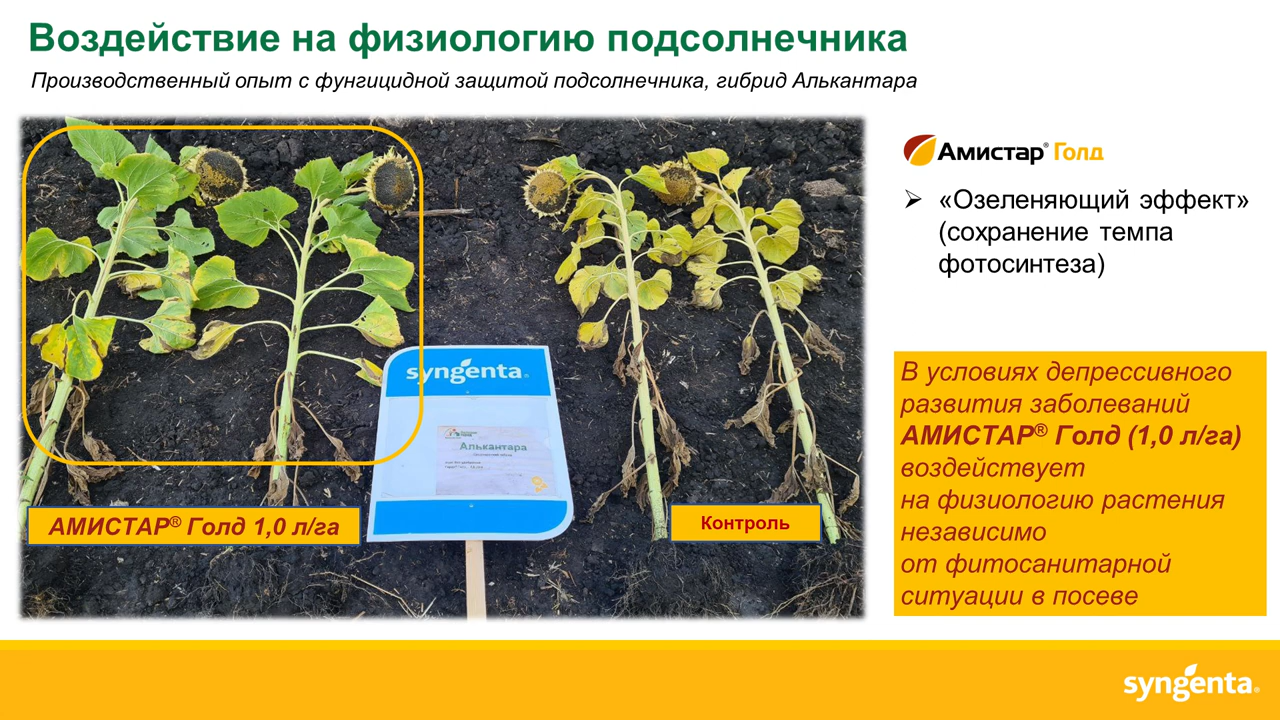 Воздействие на физиологию подсолнечника
Производственный опыт с фунгицидной защитой подсолнечника, гибрид Алькантара
Амистар® Голд
➢ «Озеленяющий эффект»
(сохранение темпа
фотосинтеза)
syngenta
Алькантара
АМИСТАР® Голд 1,0 л/га
Контроль
В условиях депрессивного
развития заболеваний
АМИСТАР® Голд (1,0 л/га)
воздействует
на физиологию растения
независимо
от фитосанитарной
ситуации в посеве
syngenta